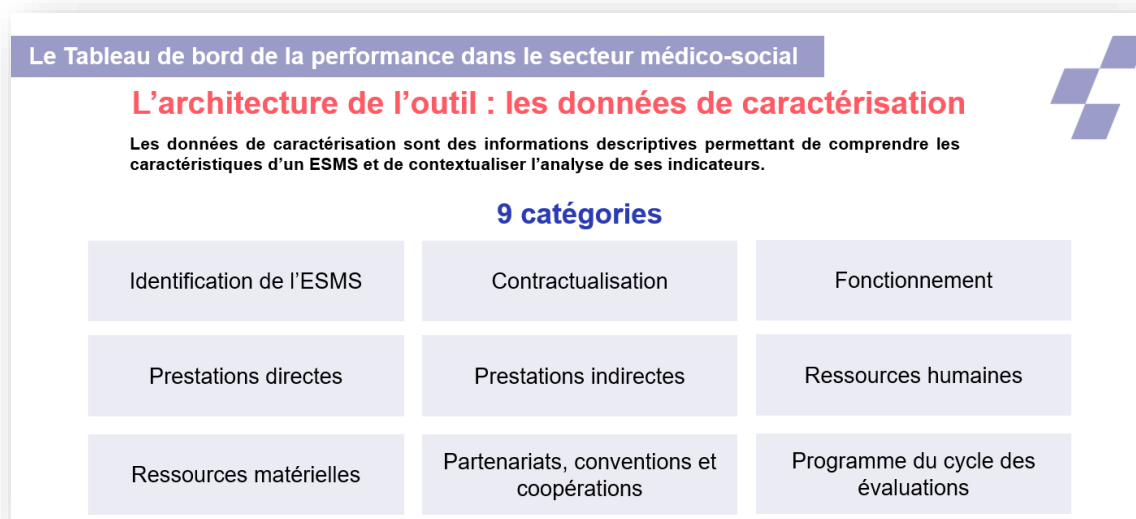 Le Tableau de bord de la performance dans le secteur médico-social
L’architecture de l’outil : les données de caractérisation
Les données de caractérisation sont des informations descriptives permettant de comprendre les
caractéristiques d’un ESMS et de contextualiser l’analyse de ses indicateurs.
9 catégories
Identification de l’ESMS
Contractualisation
Fonctionnement
Prestations directes
Prestations indirectes
Ressources humaines
Ressources matérielles
Partenariats, conventions et
coopérations
Programme du cycle des
évaluations